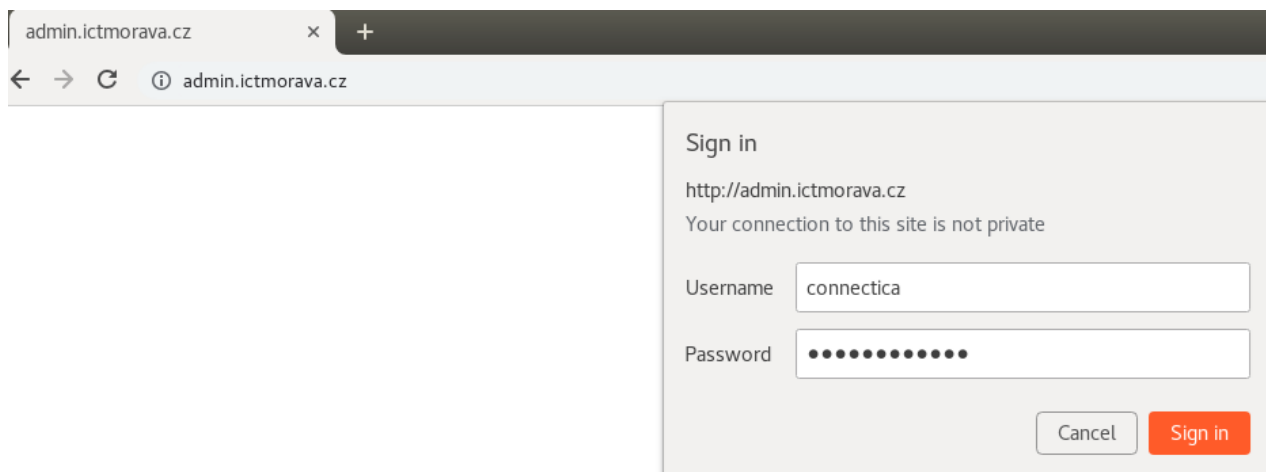 admin.ictmorava.cz
admin.ictmorava.cz
Sign in
http://admin.ictmorava.cz
Your connection to this site is not private
Username connectica
Password ••••••••••••
Cancel Sign in